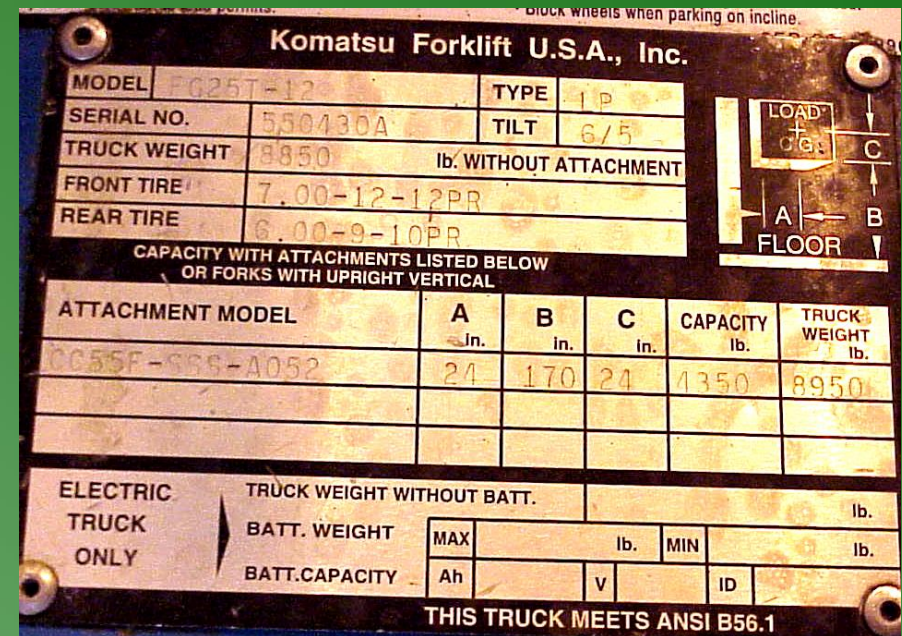 Block wheels when parking on incline.
Komatsu Forklift U.S.A., Inc.
MODEL FG25T-12 TYPE LP
SERIAL NO. 550430A TILT 6/5
TRUCK WEIGHT 8850 lb. WITHOUT ATTACHMENT
FRONT TIRE 7.00-12-12PR
REAR TIRE 6.00-9-10PR
LOAD
C.G.
C
A B
FLOOR
CAPACITY WITH ATTACHMENTS LISTED BELOW
OR FORKS WITH UPRIGHT VERTICAL
ATTACHMENT MODEL A in. B in. C in. CAPACITY lb. TRUCK WEIGHT lb.
CC55F-SSS-A052 24 170 24 4350 8950
ELECTRIC TRUCK ONLY
TRUCK WEIGHT WITHOUT BATT. lb.
BATT. WEIGHT MAX lb. MIN lb.
BATT.CAPACITY Ah V ID
THIS TRUCK MEETS ANSI B56.1